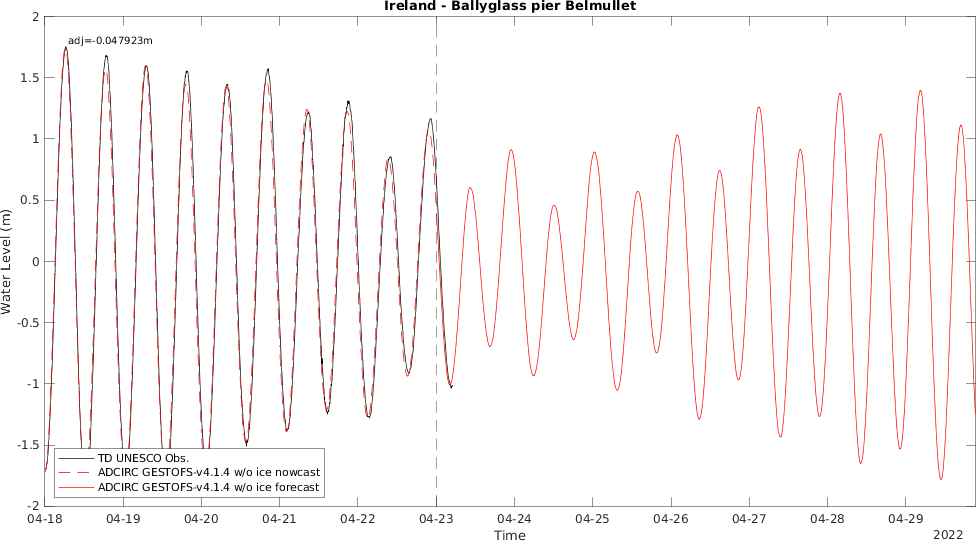 Ireland - Ballyglass pier Belmullet
adj=-0.047923m
2
1.5
1
0.5
0
-0.5
-1
-1.5
-2
Water Level (m)
TD UNESCO Obs.
ADCIRC GESTOFS-v4.1.4 w/o ice nowcast
ADCIRC GESTOFS-v4.1.4 w/o ice forecast
04-18 04-19 04-20 04-21 04-22 04-23 04-24 04-25 04-26 04-27 04-28 04-29
Time
2022